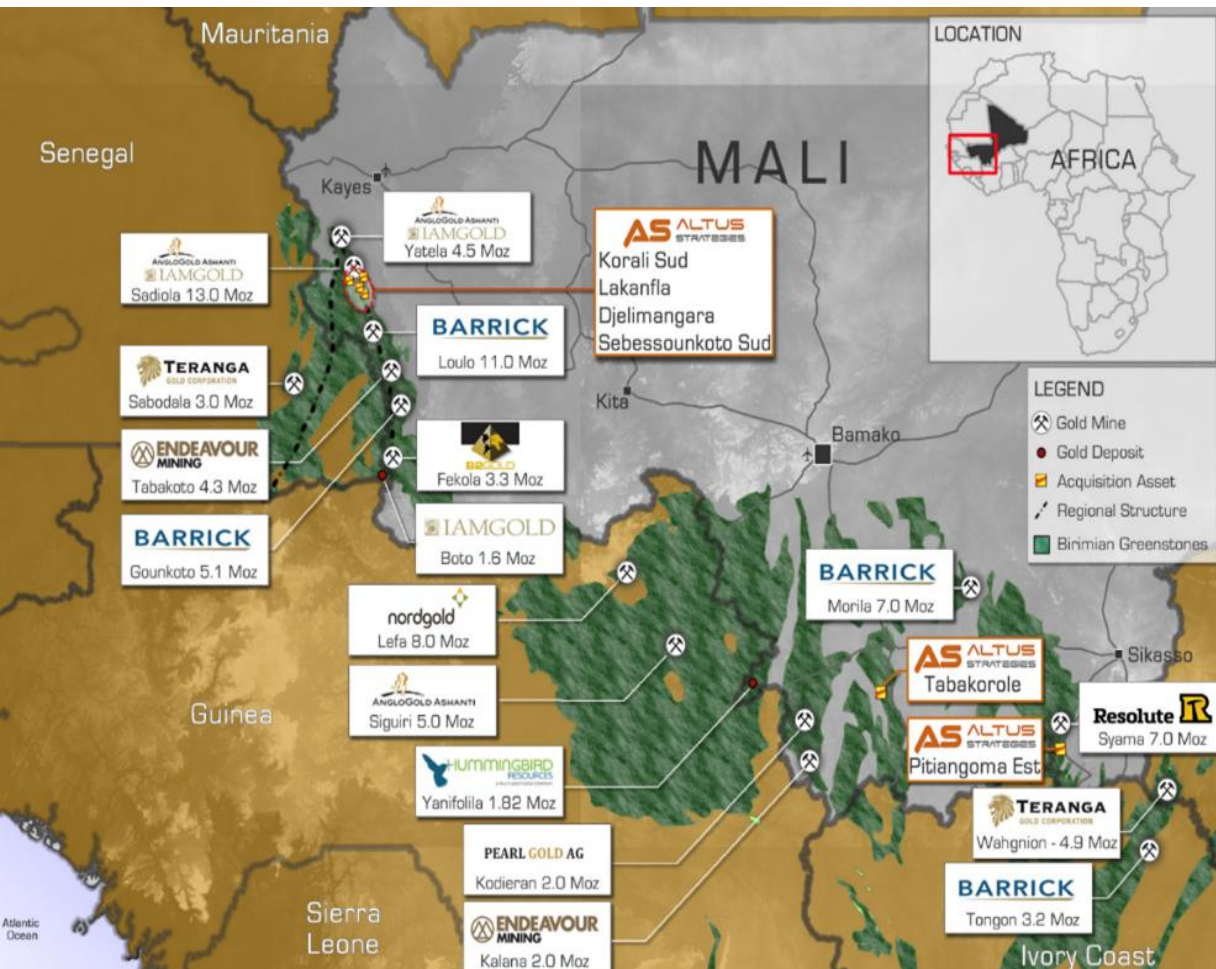 Mauritania
Senegal
MALI
Kayes
Kita
Bamako
Sikasso
Guinea
Sierra
Leone
Ivory Coast
Atlantic
Ocean
LOCATION
AFRICA
LEGEND
Gold Mine
Gold Deposit
Acquisition Asset
Regional Structure
Birimian Greenstones
ANGLOGOLD ASHANTI
IAMGOLD
Yatela 4.5 Moz
ANGLOGOLD ASHANTI
IAMGOLD
Sadiola 13.0 Moz
AS ALTUS
STRATEGIES
Korali Sud
Lakanfla
Djelimangara
Sebessounkoto Sud
BARRICK
Loulo 11.0 Moz
TERANGA
GOLD CORPORATION
Sabodala 3.0 Moz
ENDEAVOUR
MINING
Tabakoto 4.3 Moz
B2GOLD
Fekola 3.3 Moz
BARRICK
Gounkoto 5.1 Moz
IAMGOLD
Boto 1.6 Moz
nordgold
Lefa 8.0 Moz
ANGLOGOLD ASHANTI
Siguiri 5.0 Moz
HUMMINGBIRD
RESOURCES
Yanifolila 1.82 Moz
PEARL GOLD AG
Kodieran 2.0 Moz
ENDEAVOUR
MINING
Kalana 2.0 Moz
BARRICK
Morila 7.0 Moz
AS ALTUS
STRATEGIES
Tabakorole
AS ALTUS
STRATEGIES
Pitiangoma Est
Resolute R
Syama 7.0 Moz
TERANGA
GOLD CORPORATION
Wahgnion - 4.9 Moz
BARRICK
Tongon 3.2 Moz